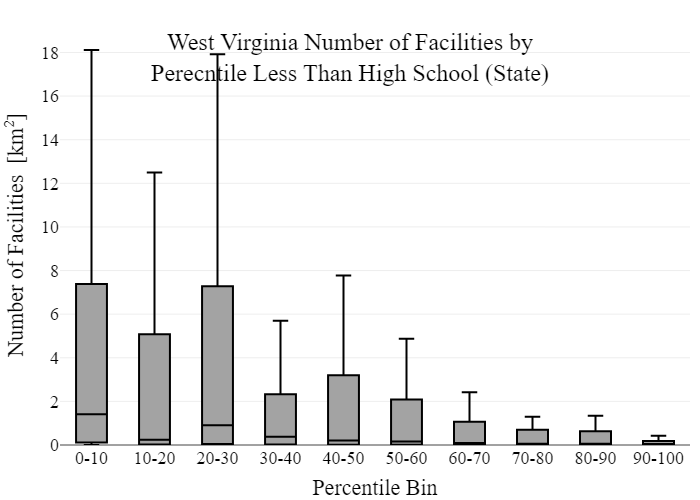 West Virginia Number of Facilities by
Perecntile Less Than High School (State)
Number of Facilities [km²]
18
16
14
12
10
8
6
4
2
0
0-10 10-20 20-30 30-40 40-50 50-60 60-70 70-80 80-90 90-100
Percentile Bin